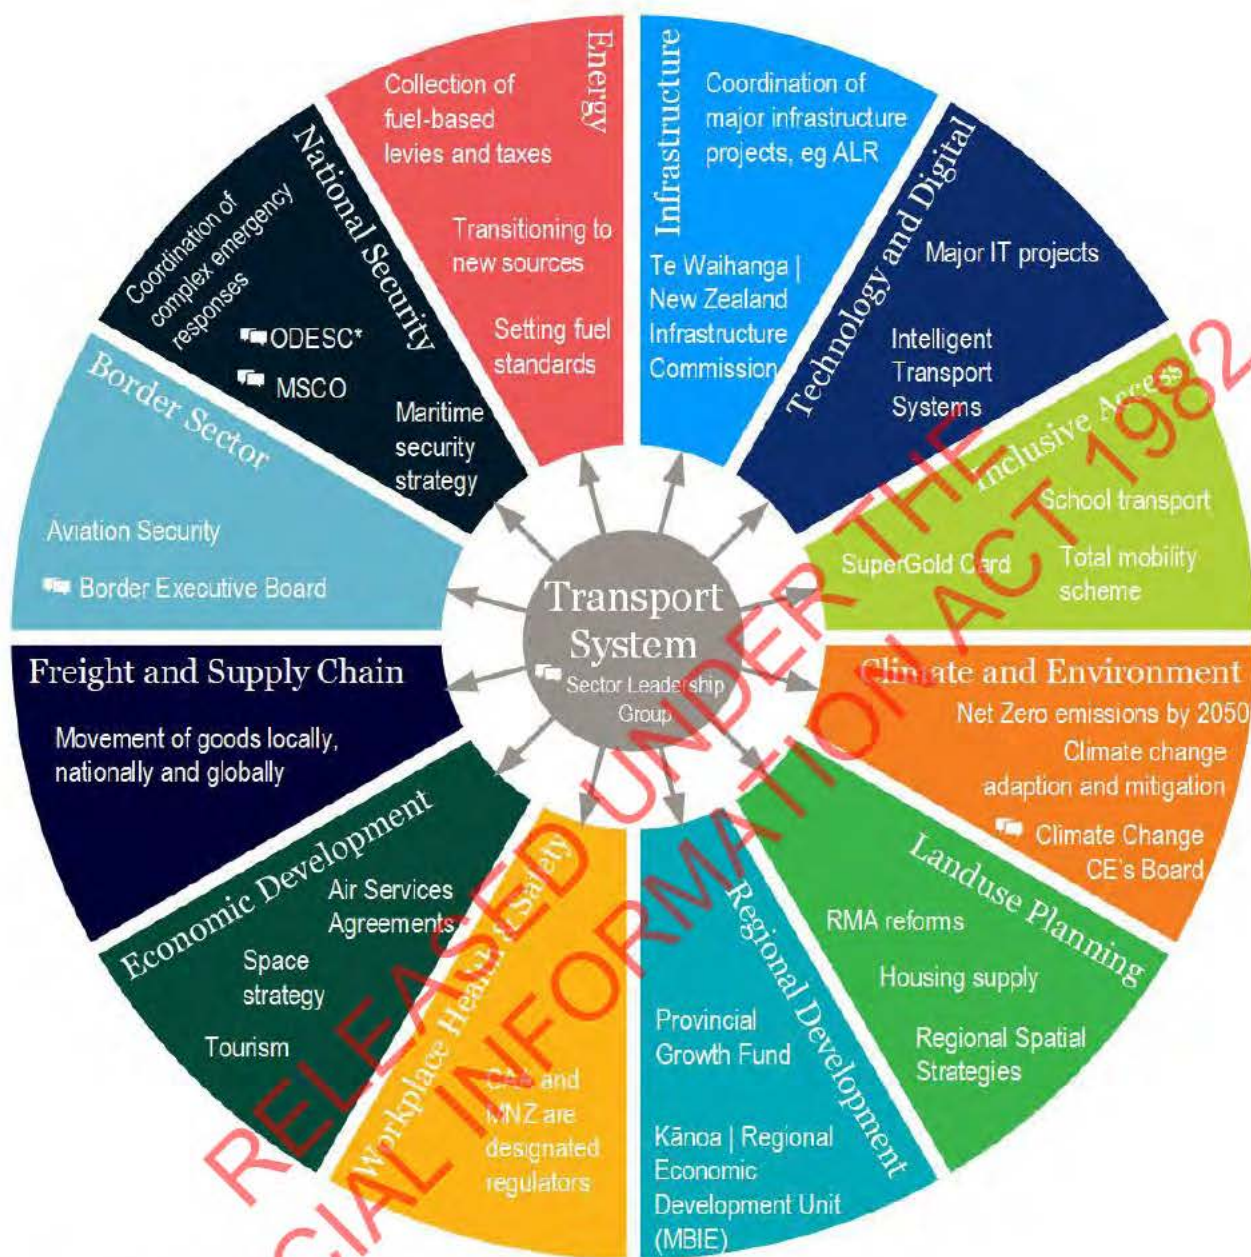 Energy
Collection of
fuel-based
levies and taxes
Transitioning to
new sources
Setting fuel
standards
Infrastructure
Coordination of
major infrastructure
projects, eg ALR
Te Waihanga |
New Zealand
Infrastructure
Commission
Technology and Digital
Major IT projects
Intelligent
Transport
Systems
Inclusive Access
School transport
SuperGold Card
Total mobility
scheme
Climate and Environment
Net Zero emissions by 2050
Climate change
adaption and mitigation
Climate Change
CE's Board
Landuse Planning
RMA reforms
Housing supply
Regional Spatial
Strategies
Regional Development
Provincial
Growth Fund
Kānoa | Regional
Economic
Development Unit
(MBIE)
Workplace Health & Safety
CAA and
MNZ are
designated
regulators
Economic Development
Air Services
Agreements
Space
strategy
Tourism
Freight and Supply Chain
Movement of goods locally,
nationally and globally
Border Sector
Aviation Security
Border Executive Board
National Security
Coordination of
complex emergency
responses
ODESC*
MSCO
Maritime
security
strategy
Transport
System
Sector Leadership
Group
RELEASED UNDER THE
CIAL INFORMATION ACT 1982